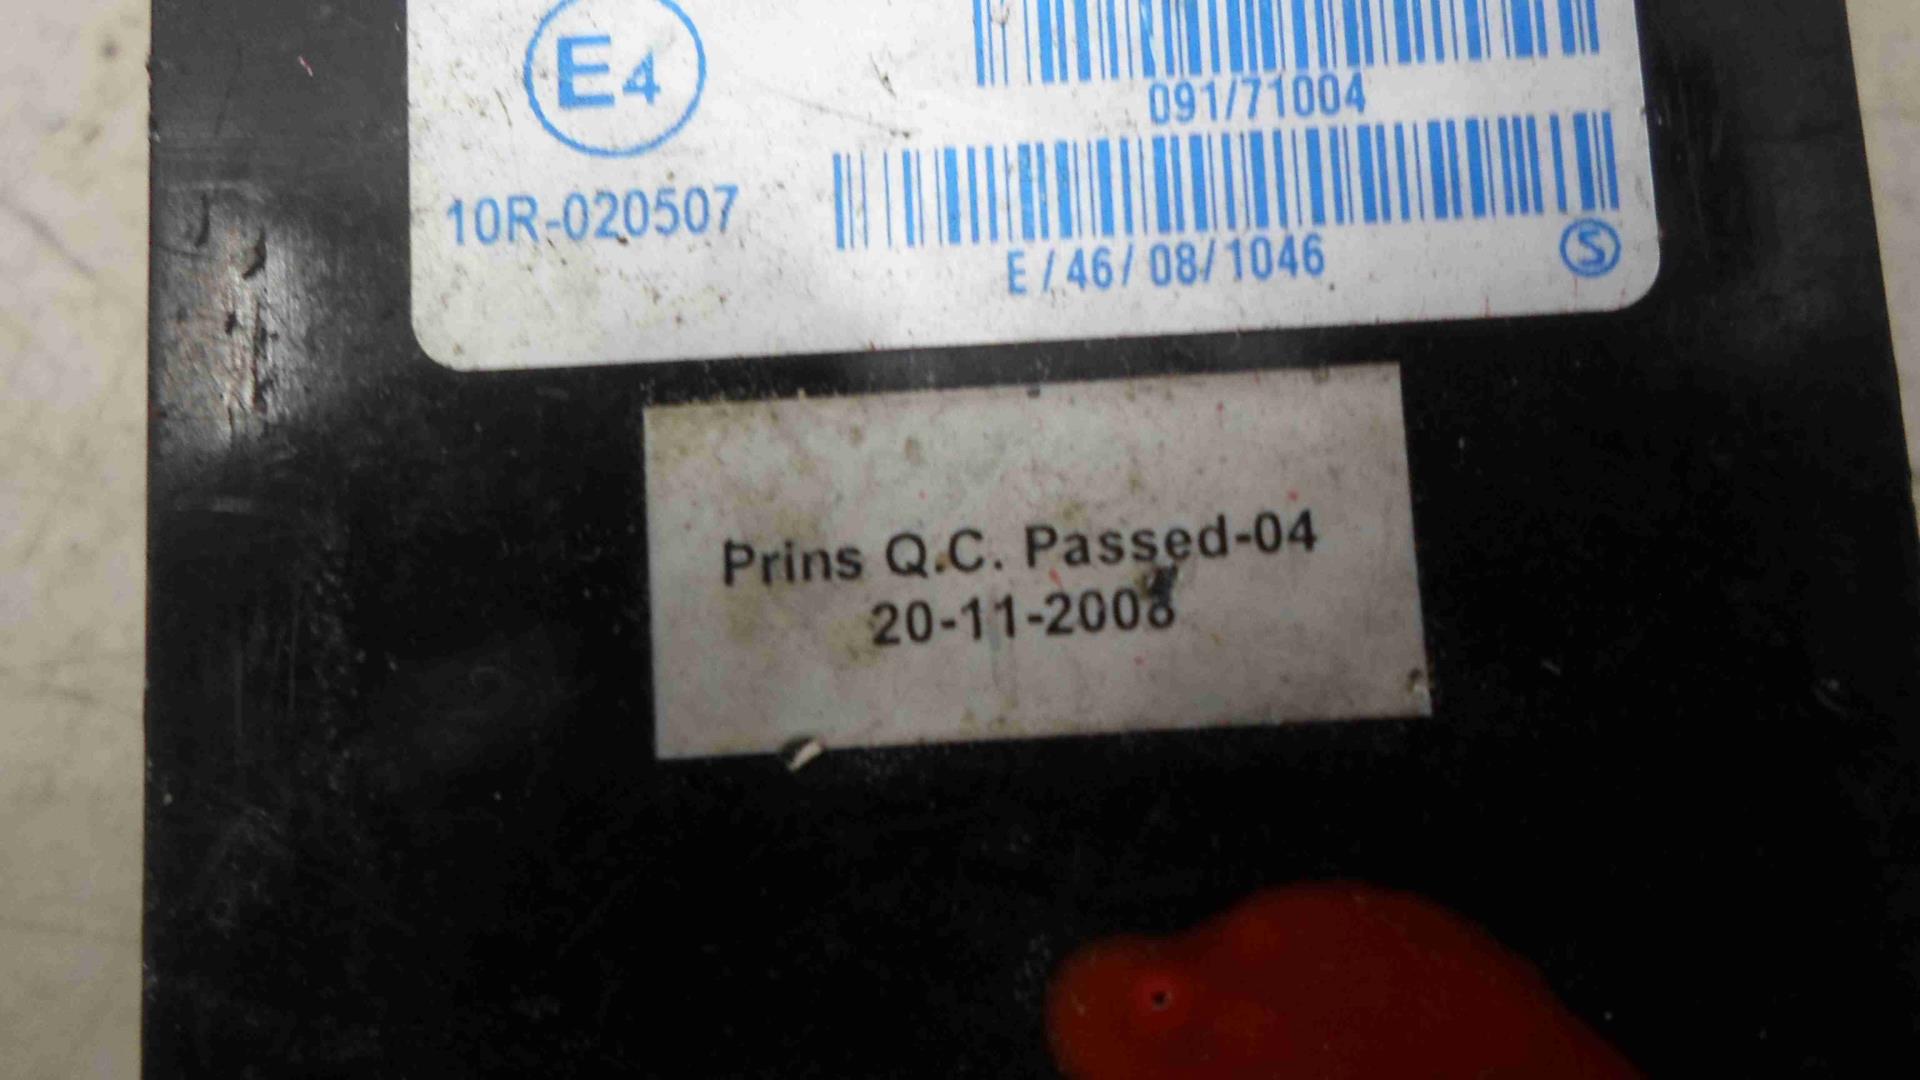 E4
091/71004
10R-020507
E / 46 / 08 / 1046
S
Prins Q.C. Passed-04
20-11-2008